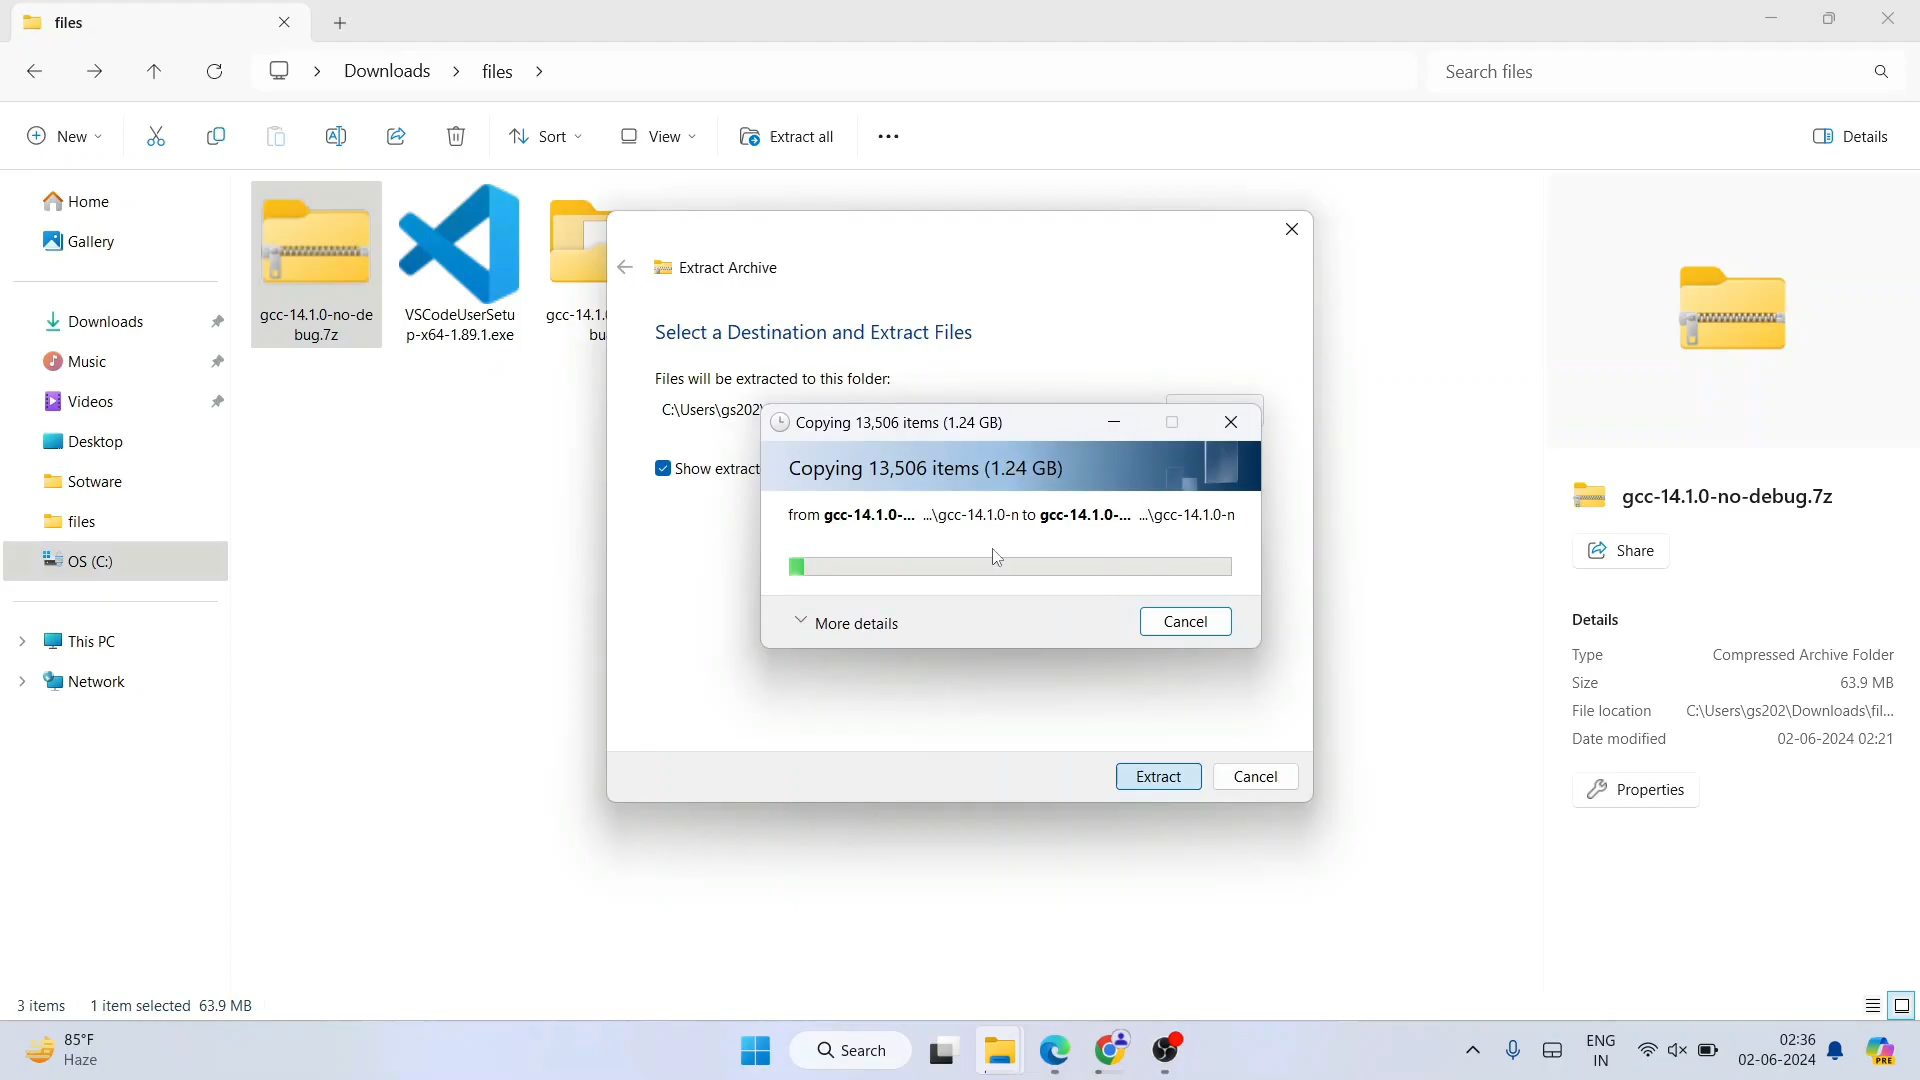 files
Downloads
files
Search files
New
Sort
View
Extract all
Details
Home
Gallery
Downloads
Music
Videos
Desktop
Sotware
files
OS (C:)
This PC
Network
gcc-14.1.0-no-de
bug.7z
VSCodeUserSetu
p-x64-1.89.1.exe
gcc-14.1.0
bu
Extract Archive
Select a Destination and Extract Files
Files will be extracted to this folder:
C:\Users\gs202\
Show extract
Copying 13,506 items (1.24 GB)
Copying 13,506 items (1.24 GB)
from gcc-14.1.0-... ...\gcc-14.1.0-n to gcc-14.1.0-... ...\gcc-14.1.0-n
More details
Cancel
Extract
Cancel
gcc-14.1.0-no-debug.7z
Share
Details
Type Compressed Archive Folder
Size 63.9 MB
File location C:\Users\gs202\Downloads\fil...
Date modified 02-06-2024 02:21
Properties
3 items 1 item selected 63.9 MB
85°F
Haze
Search
ENG
IN
02:36
02-06-2024
PRE